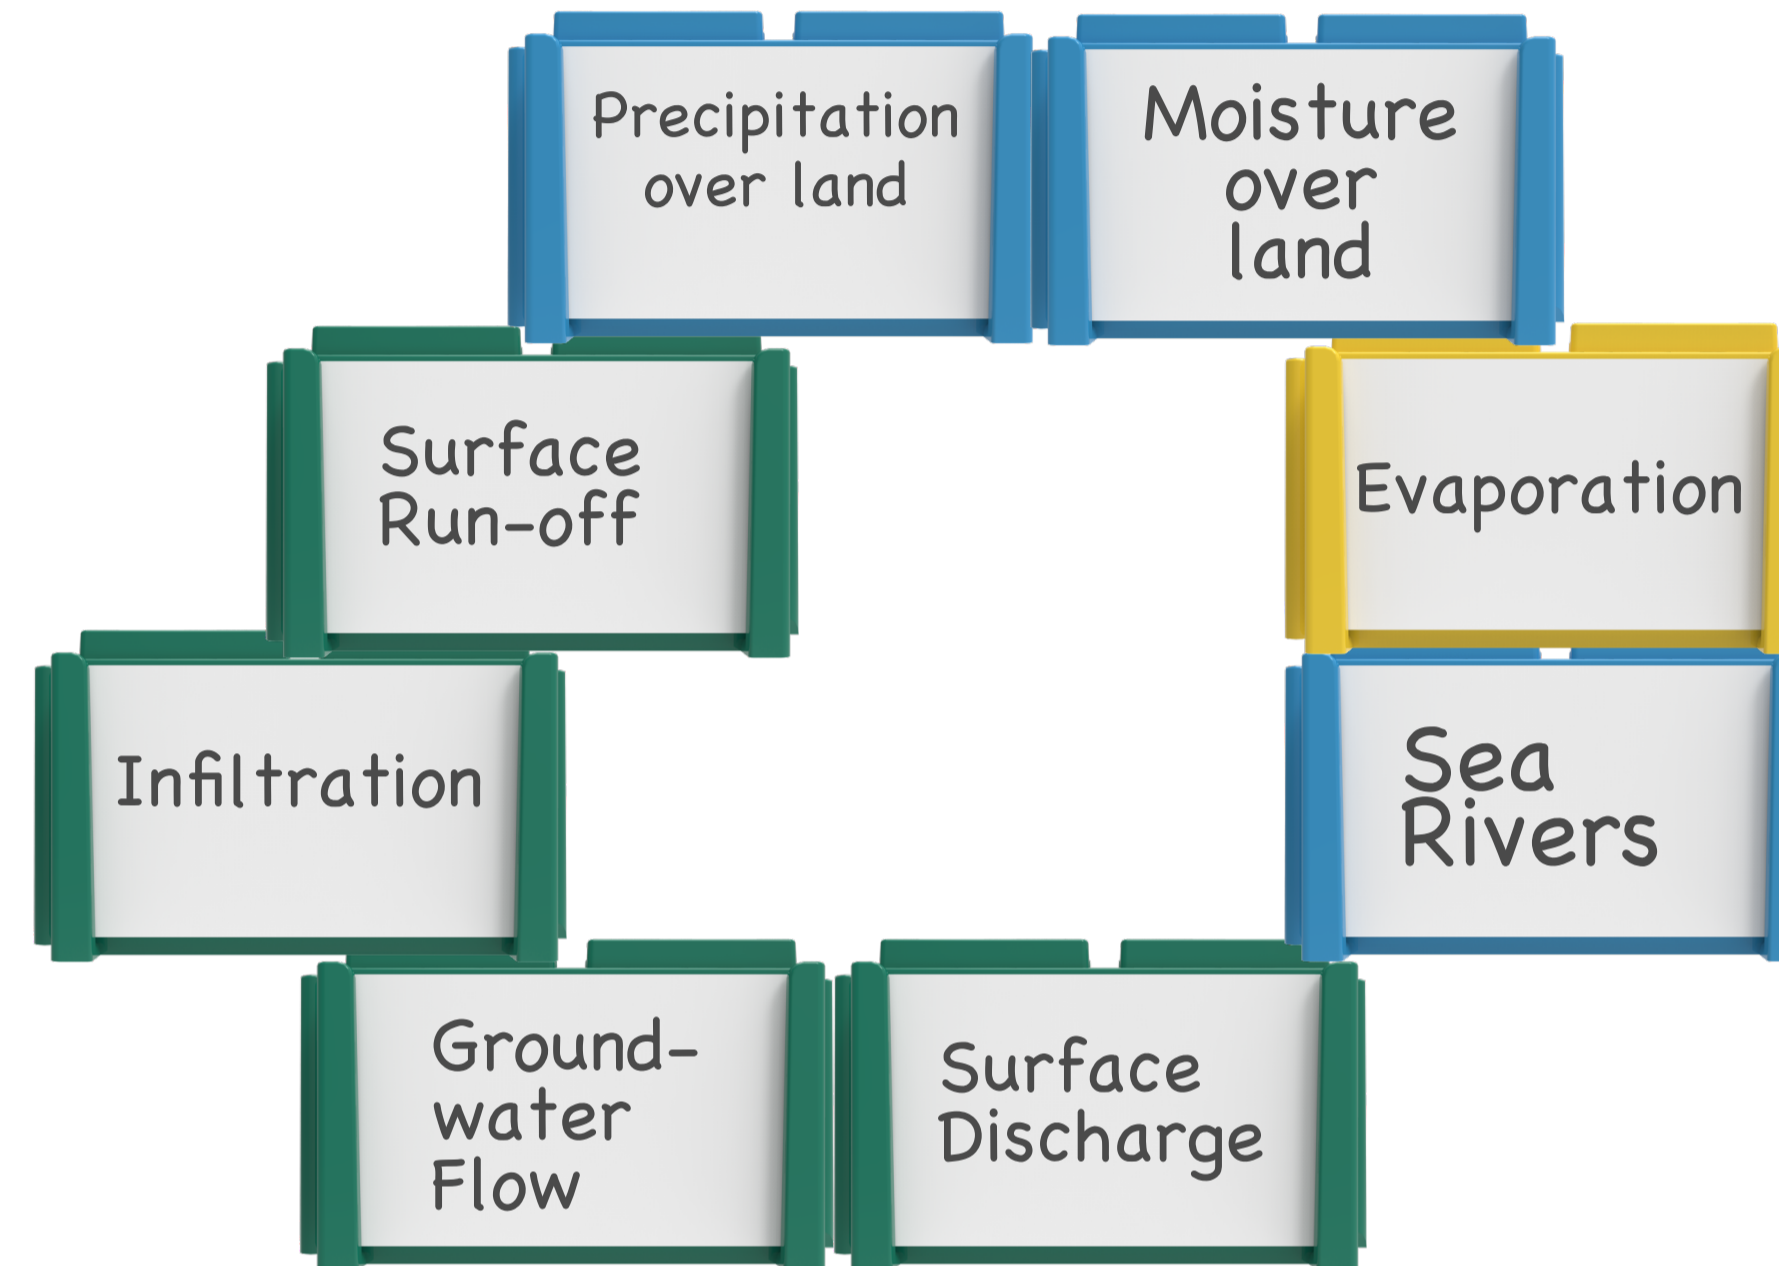 Precipitation
over land
Moisture
over
land
Surface
Run-off
Evaporation
Infiltration
Sea
Rivers
Ground-
water
Flow
Surface
Discharge